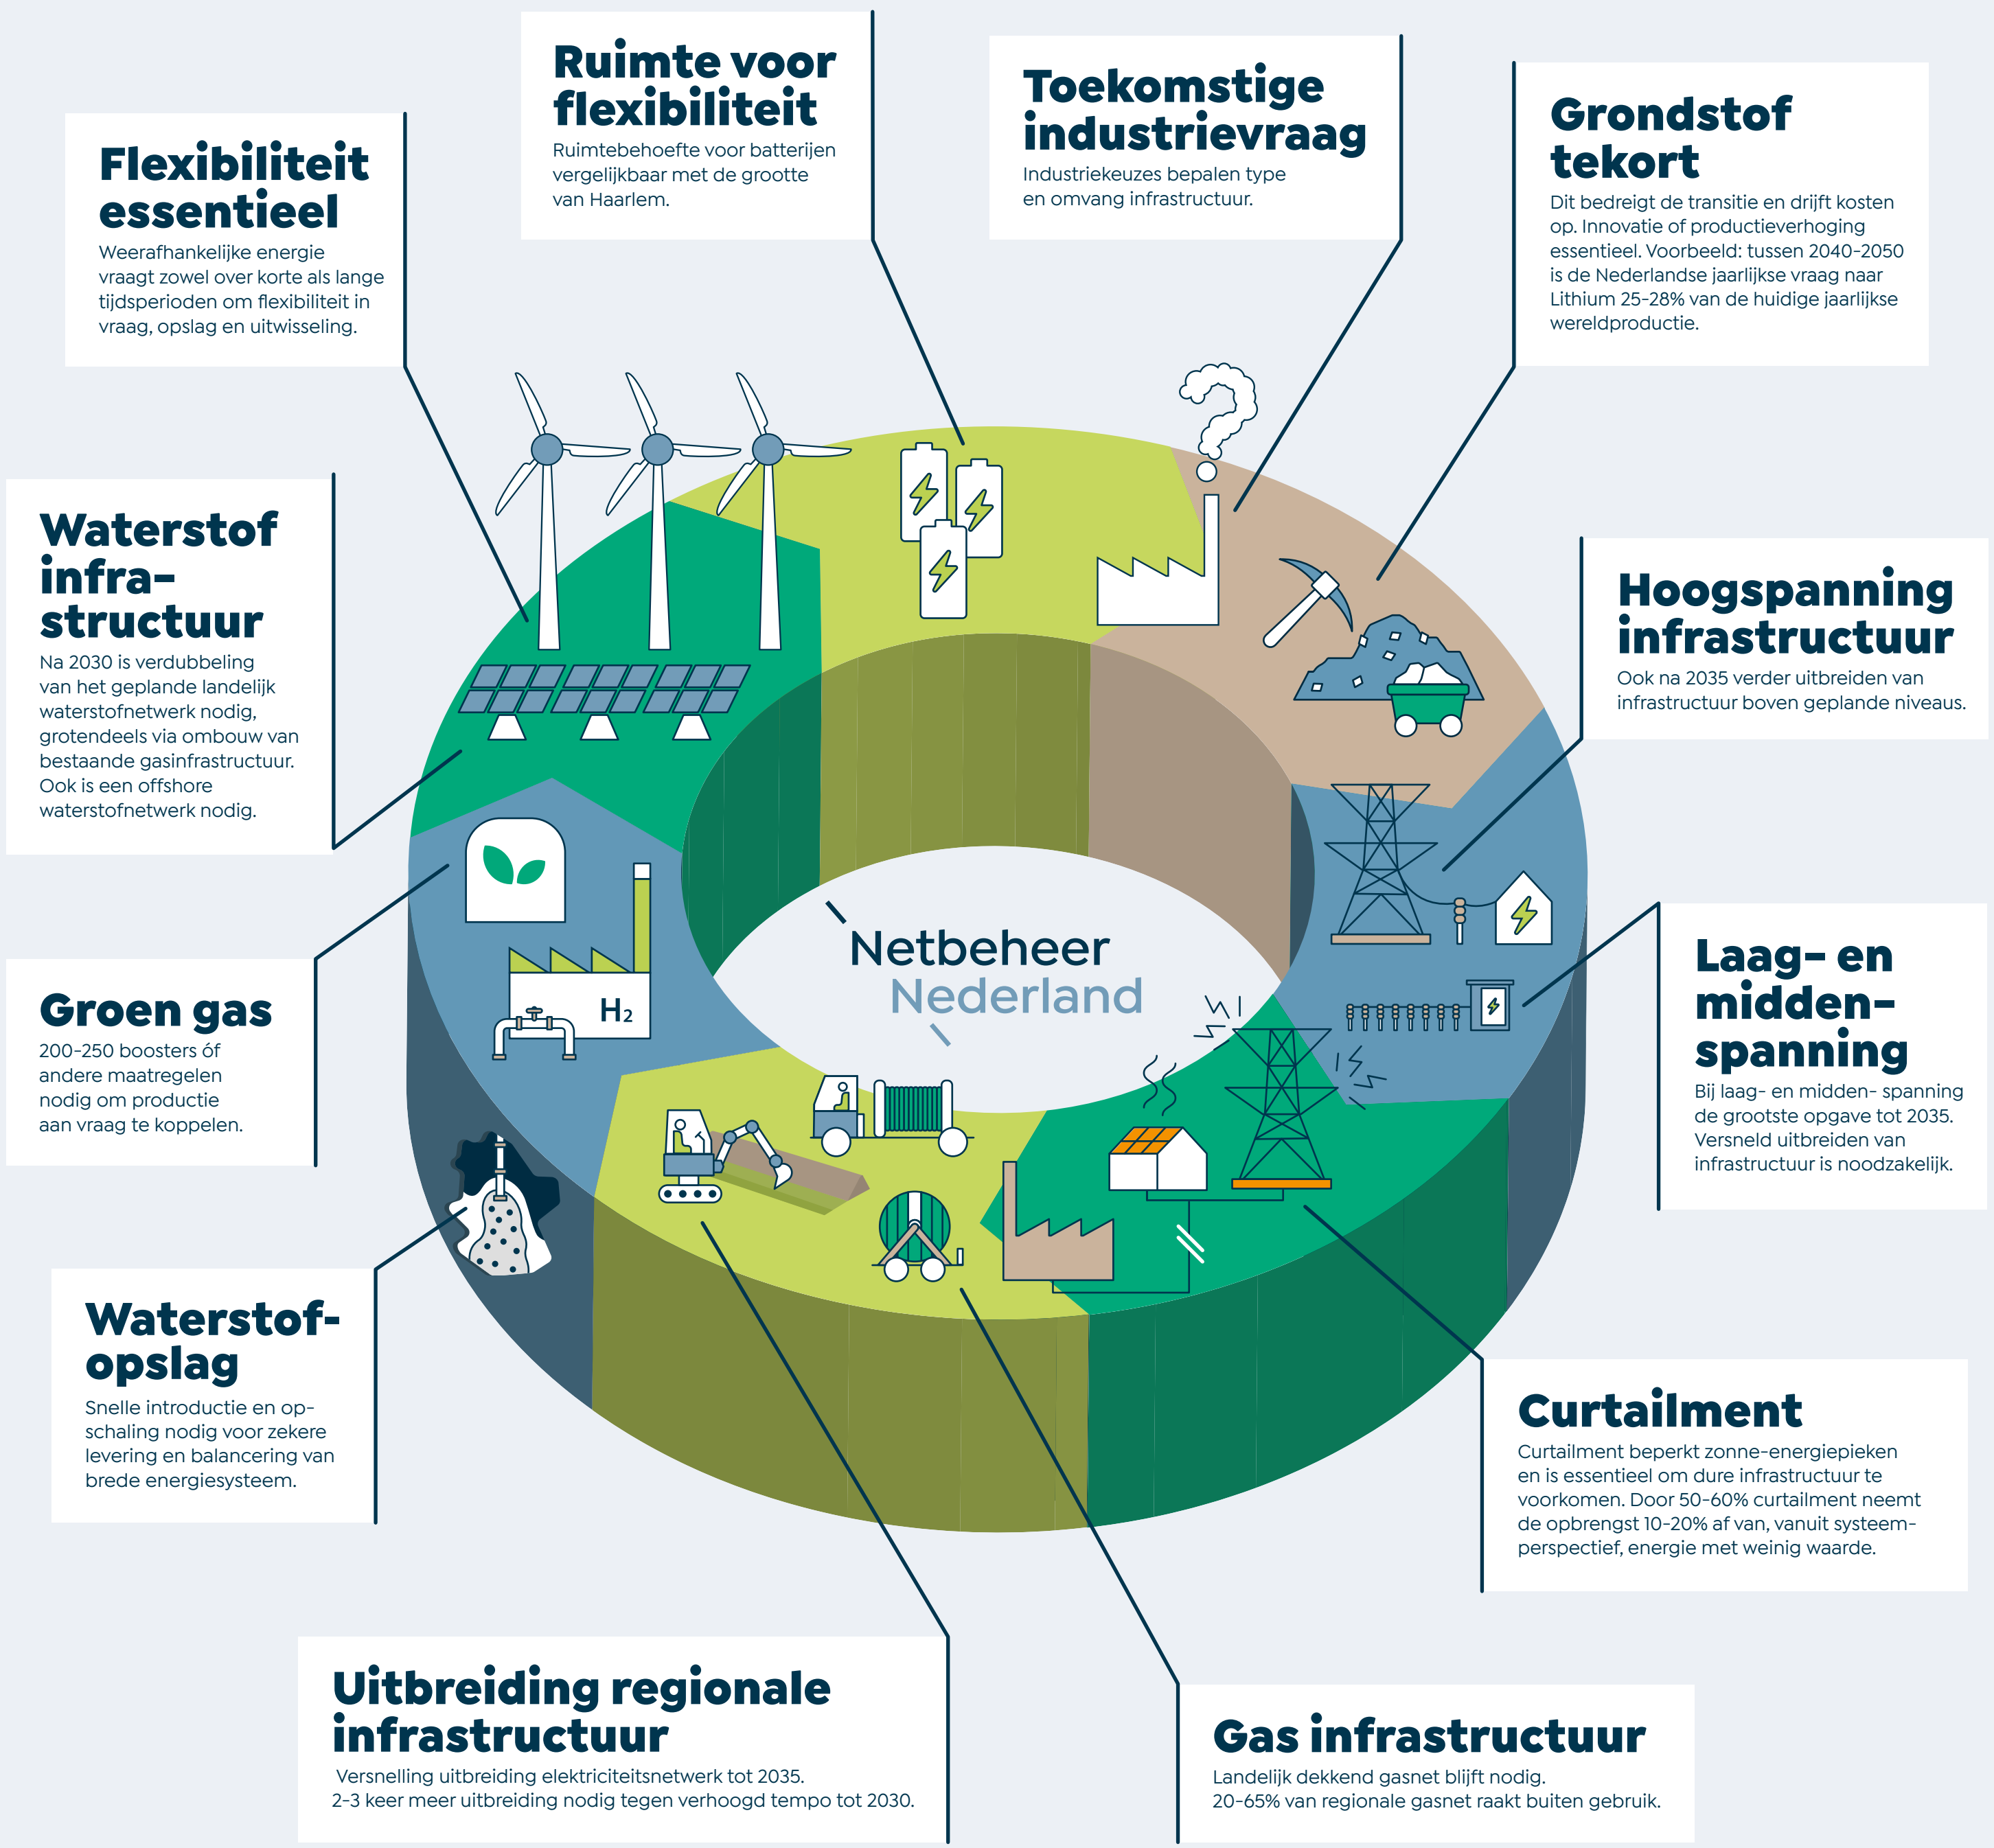 Ruimte voor
flexibiliteit
Ruimtebehoefte voor batterijen
vergelijkbaar met de grootte
van Haarlem.
Toekomstige
industrievraag
Industriekeuzes bepalen type
en omvang infrastructuur.
Grondstof
tekort
Dit bedreigt de transitie en drijft kosten
op. Innovatie of productieverhoging
essentieel. Voorbeeld: tussen 2040-2050
is de Nederlandse jaarlijkse vraag naar
Lithium 25-28% van de huidige jaarlijkse
wereldproductie.
Flexibiliteit
essentieel
Weerafhankelijke energie
vraagt zowel over korte als lange
tijdsperioden om flexibiliteit in
vraag, opslag en uitwisseling.
Waterstof
infra-
structuur
Na 2030 is verdubbeling
van het geplande landelijk
waterstofnetwerk nodig,
grotendeels via ombouw van
bestaande gasinfrastructuur.
Ook is een offshore
waterstofnetwerk nodig.
Hoogspanning
infrastructuur
Ook na 2035 verder uitbreiden van
infrastructuur boven geplande niveaus.
Netbeheer
Nederland
H2
Laag- en
midden-
spanning
Bij laag- en midden- spanning
de grootste opgave tot 2035.
Versneld uitbreiden van
infrastructuur is noodzakelijk.
Groen gas
200-250 boosters óf
andere maatregelen
nodig om productie
aan vraag te koppelen.
Waterstof-
opslag
Snelle introductie en op-
schaling nodig voor zekere
levering en balancering van
brede energiesysteem.
Curtailment
Curtailment beperkt zonne-energiepieken
en is essentieel om dure infrastructuur te
voorkomen. Door 50-60% curtailment neemt
de opbrengst 10-20% af van, vanuit systeem-
perspectief, energie met weinig waarde.
Uitbreiding regionale
infrastructuur
Versnelling uitbreiding elektriciteitsnetwerk tot 2035.
2-3 keer meer uitbreiding nodig tegen verhoogd tempo tot 2030.
Gas infrastructuur
Landelijk dekkend gasnet blijft nodig.
20-65% van regionale gasnet raakt buiten gebruik.